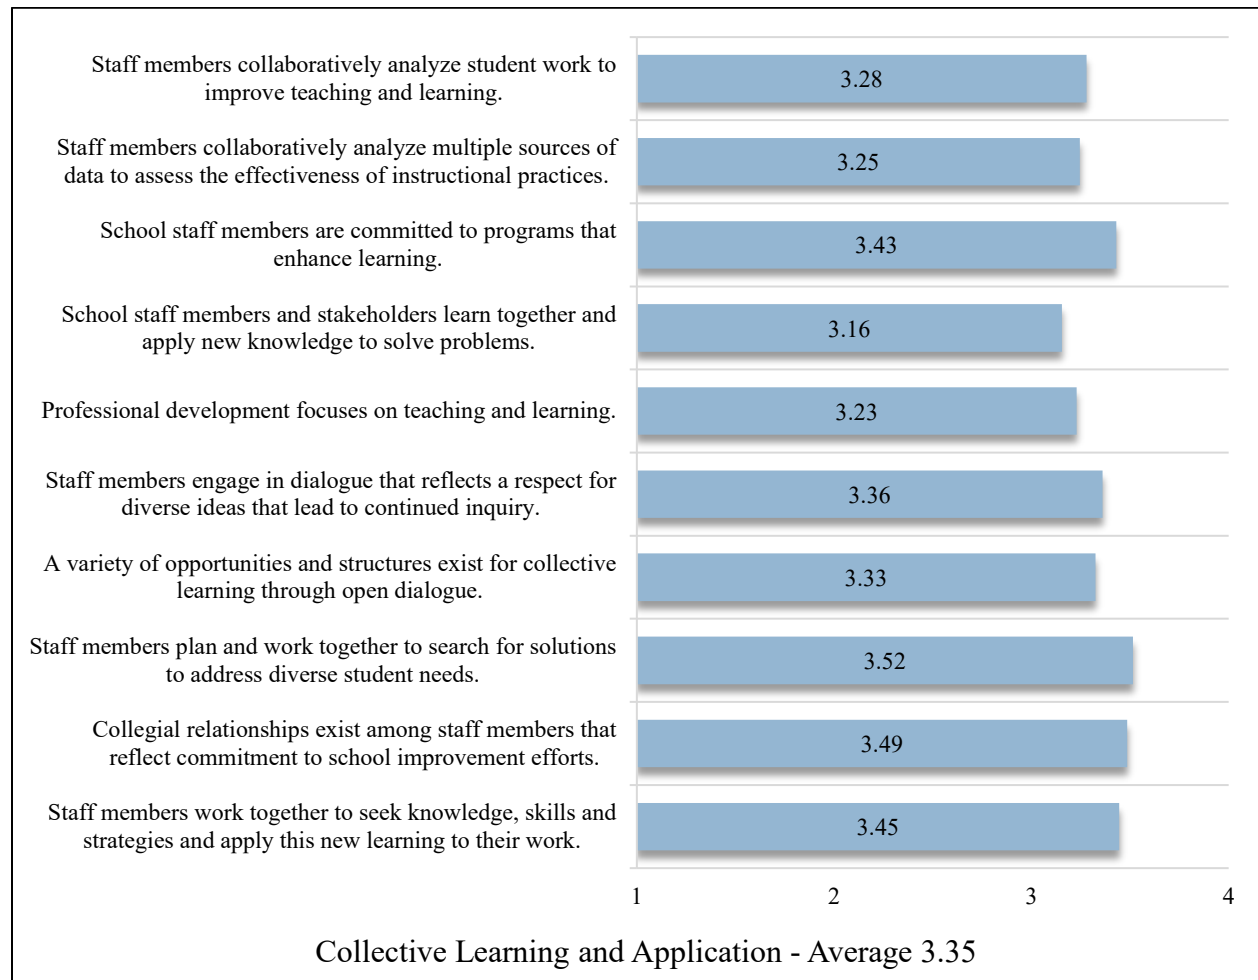 Staff members collaboratively analyze student work to
improve teaching and learning.
3.28
Staff members collaboratively analyze multiple sources of
data to assess the effectiveness of instructional practices.
3.25
School staff members are committed to programs that
enhance learning.
3.43
School staff members and stakeholders learn together and
apply new knowledge to solve problems.
3.16
Professional development focuses on teaching and learning.
3.23
Staff members engage in dialogue that reflects a respect for
diverse ideas that lead to continued inquiry.
3.36
A variety of opportunities and structures exist for collective
learning through open dialogue.
3.33
Staff members plan and work together to search for solutions
to address diverse student needs.
3.52
Collegial relationships exist among staff members that
reflect commitment to school improvement efforts.
3.49
Staff members work together to seek knowledge, skills and
strategies and apply this new learning to their work.
3.45
1 2 3 4
Collective Learning and Application - Average 3.35